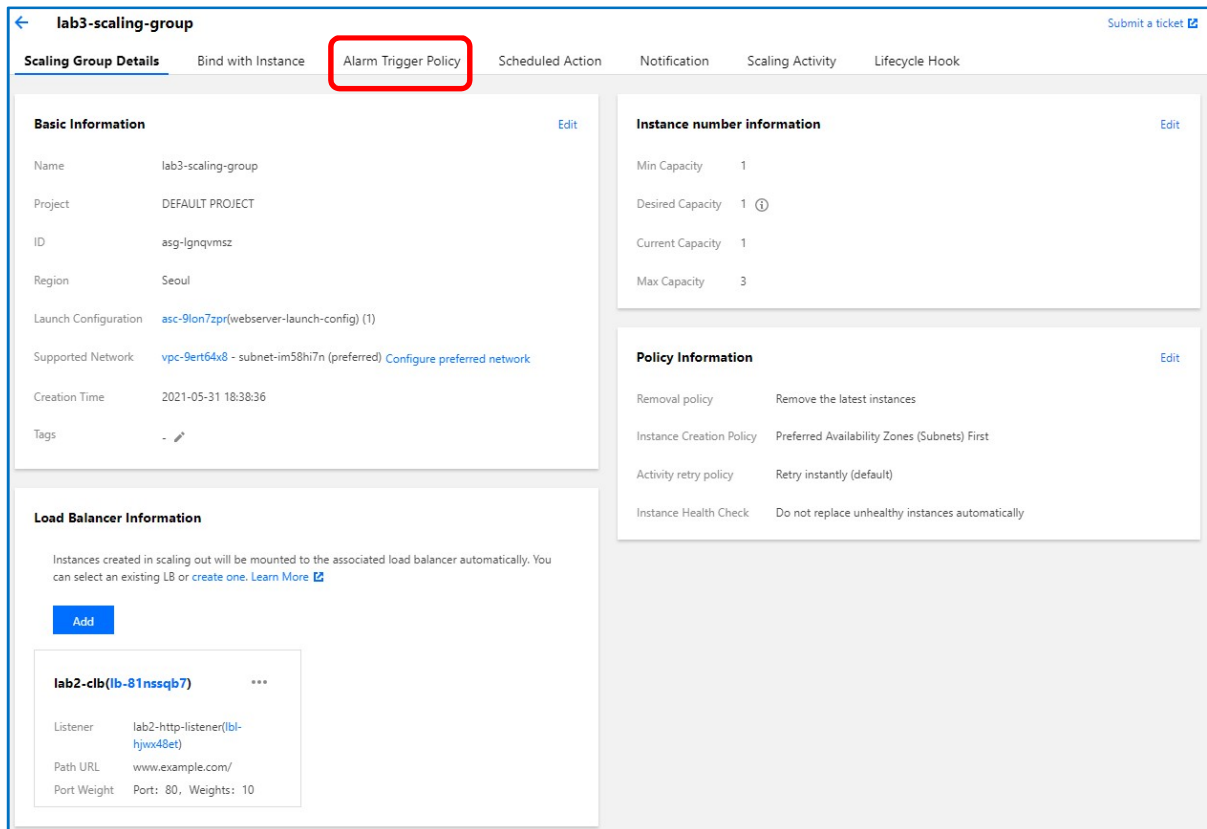 lab3-scaling-group
Submit a ticket
Scaling Group Details Bind with Instance Alarm Trigger Policy Scheduled Action Notification Scaling Activity Lifecycle Hook
Basic Information Edit
Name lab3-scaling-group
Project DEFAULT PROJECT
ID asg-lgnqvmsz
Region Seoul
Launch Configuration asc-9lon7zpr(webserver-launch-config) (1)
Supported Network vpc-9ert64x8 - subnet-im58hi7n (preferred) Configure preferred network
Creation Time 2021-05-31 18:38:36
Tags -
Load Balancer Information
Instances created in scaling out will be mounted to the associated load balancer automatically. You
can select an existing LB or create one. Learn More
Add
lab2-clb(lb-81nssqb7) •••
Listener lab2-http-listener(lbl-
hjwx48et)
Path URL www.example.com/
Port Weight Port: 80, Weights: 10
Instance number information Edit
Min Capacity 1
Desired Capacity 1
Current Capacity 1
Max Capacity 3
Policy Information Edit
Removal policy Remove the latest instances
Instance Creation Policy Preferred Availability Zones (Subnets) First
Activity retry policy Retry instantly (default)
Instance Health Check Do not replace unhealthy instances automatically